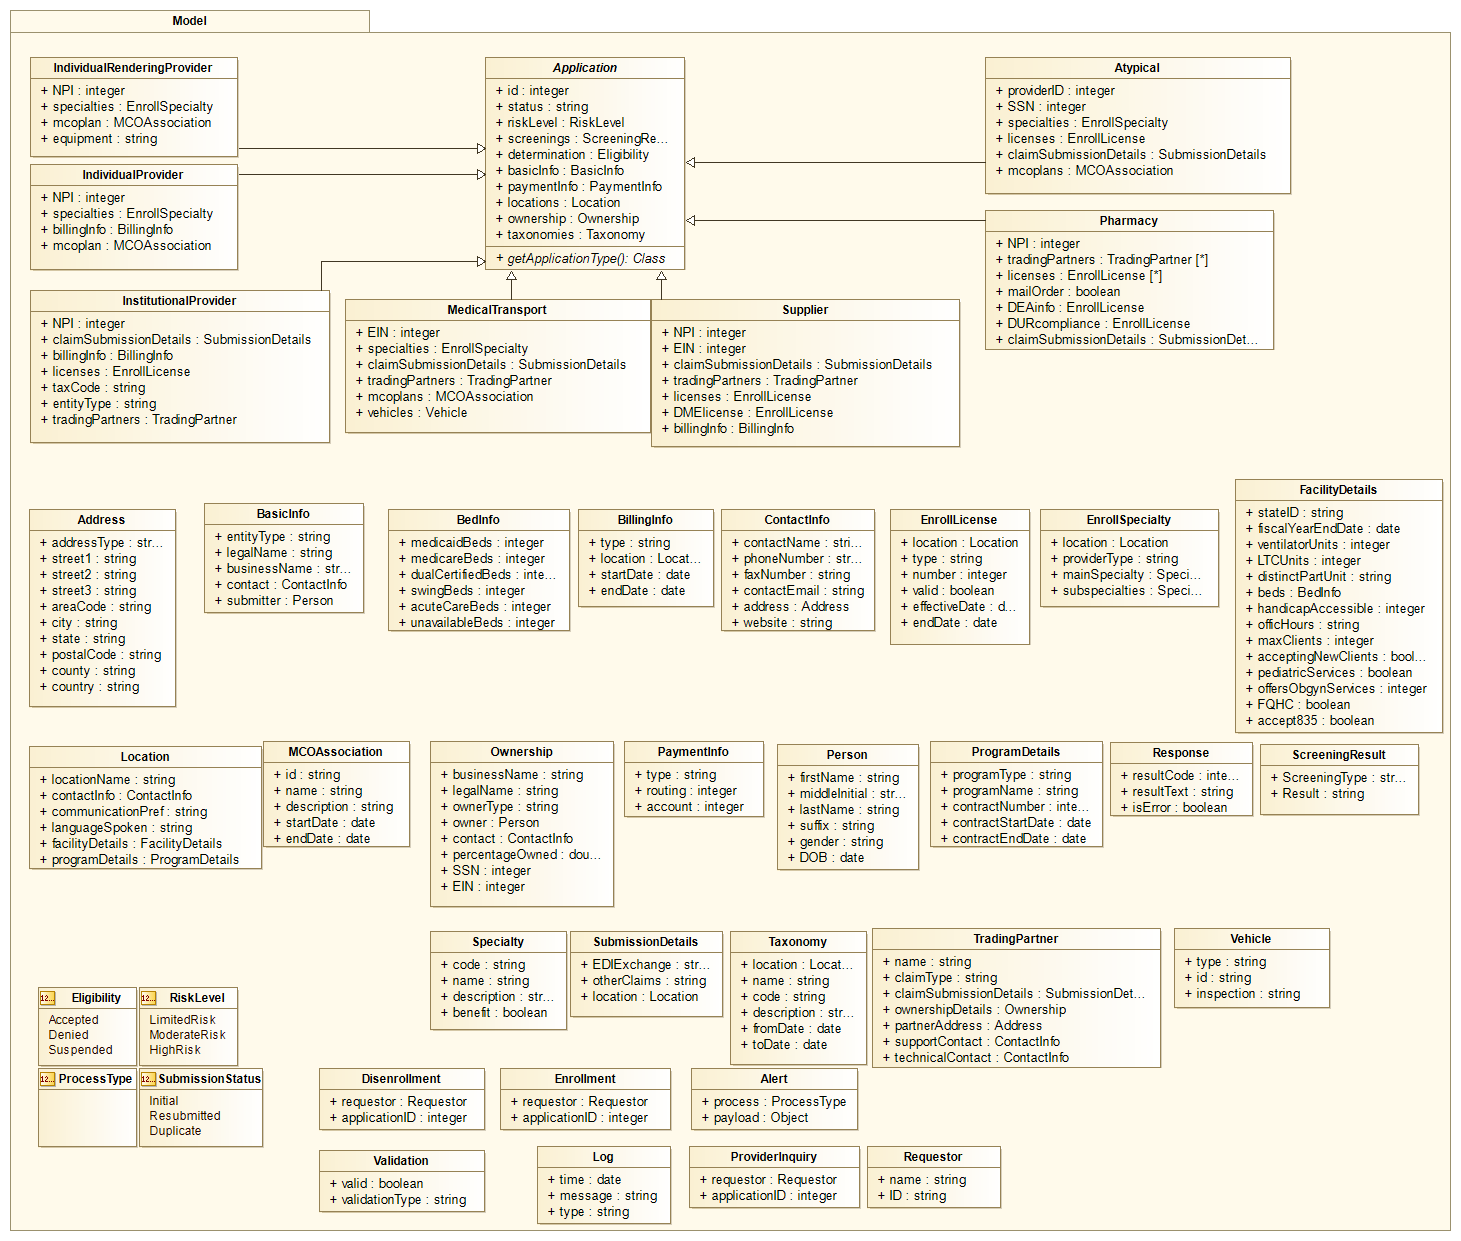 Model
IndividualRenderingProvider
+ NPI : integer
+ specialties : EnrollSpecialty
+ mcoplan : MCOAssociation
+ equipment : string
IndividualProvider
+ NPI : integer
+ specialties : EnrollSpecialty
+ billingInfo : BillingInfo
+ mcoplan : MCOAssociation
InstitutionalProvider
+ NPI : integer
+ claimSubmissionDetails : SubmissionDetails
+ billingInfo : BillingInfo
+ licenses : EnrollLicense
+ taxCode : string
+ entityType : string
+ tradingPartners : TradingPartner
Application
+ id : integer
+ status : string
+ riskLevel : RiskLevel
+ screenings : ScreeningRe...
+ determination : Eligibility
+ basicInfo : BasicInfo
+ paymentInfo : PaymentInfo
+ locations : Location
+ ownership : Ownership
+ taxonomies : Taxonomy
+ getApplicationType(): Class
MedicalTransport
+ EIN : integer
+ specialties : EnrollSpecialty
+ claimSubmissionDetails : SubmissionDetails
+ tradingPartners : TradingPartner
+ mcoplans : MCOAssociation
+ vehicles : Vehicle
Supplier
+ NPI : integer
+ EIN : integer
+ claimSubmissionDetails : SubmissionDetails
+ tradingPartners : TradingPartner
+ licenses : EnrollLicense
+ DMElicense : EnrollLicense
+ billingInfo : BillingInfo
Atypical
+ providerID : integer
+ SSN : integer
+ specialties : EnrollSpecialty
+ licenses : EnrollLicense
+ claimSubmissionDetails : SubmissionDetails
+ mcoplans : MCOAssociation
Pharmacy
+ NPI : integer
+ tradingPartners : TradingPartner [*]
+ licenses : EnrollLicense [*]
+ mailOrder : boolean
+ DEAinfo : EnrollLicense
+ DURcompliance : EnrollLicense
+ claimSubmissionDetails : SubmissionDet...
Address
+ addressType : str...
+ street1 : string
+ street2 : string
+ street3 : string
+ areaCode : string
+ city : string
+ state : string
+ postalCode : string
+ county : string
+ country : string
BasicInfo
+ entityType : string
+ legalName : string
+ businessName : str...
+ contact : ContactInfo
+ submitter : Person
BedInfo
+ medicaidBeds : integer
+ medicareBeds : integer
+ dualCertifiedBeds : inte...
+ swingBeds : integer
+ acuteCareBeds : integer
+ unavailableBeds : integer
BillingInfo
+ type : string
+ location : Locat...
+ startDate : date
+ endDate : date
ContactInfo
+ contactName : stri...
+ phoneNumber : str...
+ faxNumber : string
+ contactEmail : string
+ address : Address
+ website : string
EnrollLicense
+ location : Location
+ type : string
+ number : integer
+ valid : boolean
+ effectiveDate : d...
+ endDate : date
EnrollSpecialty
+ location : Location
+ providerType : string
+ mainSpecialty : Speci...
+ subspecialties : Speci...
FacilityDetails
+ stateID : string
+ fiscalYearEndDate : date
+ ventilatorUnits : integer
+ LTCUnits : integer
+ distinctPartUnit : string
+ beds : BedInfo
+ handicapAccessible : integer
+ officHours : string
+ maxClients : integer
+ acceptingNewClients : bool...
+ pediatricServices : boolean
+ offersObgynServices : integer
+ FQHC : boolean
+ accept835 : boolean
Location
+ locationName : string
+ contactInfo : ContactInfo
+ communicationPref : string
+ languageSpoken : string
+ facilityDetails : FacilityDetails
+ programDetails : ProgramDetails
MCOAssociation
+ id : string
+ name : string
+ description : string
+ startDate : date
+ endDate : date
Ownership
+ businessName : string
+ legalName : string
+ ownerType : string
+ owner : Person
+ contact : ContactInfo
+ percentageOwned : dou...
+ SSN : integer
+ EIN : integer
PaymentInfo
+ type : string
+ routing : integer
+ account : integer
Person
+ firstName : string
+ middleInitial : str...
+ lastName : string
+ suffix : string
+ gender : string
+ DOB : date
ProgramDetails
+ programType : string
+ programName : string
+ contractNumber : inte...
+ contractStartDate : date
+ contractEndDate : date
Response
+ resultCode : inte...
+ resultText : string
+ isError : boolean
ScreeningResult
+ ScreeningType : str...
+ Result : string
Specialty
+ code : string
+ name : string
+ description : str...
+ benefit : boolean
SubmissionDetails
+ EDIExchange : str...
+ otherClaims : string
+ location : Location
Taxonomy
+ location : Locat...
+ name : string
+ code : string
+ description : str...
+ fromDate : date
+ toDate : date
TradingPartner
+ name : string
+ claimType : string
+ claimSubmissionDetails : SubmissionDet...
+ ownershipDetails : Ownership
+ partnerAddress : Address
+ supportContact : ContactInfo
+ technicalContact : ContactInfo
Vehicle
+ type : string
+ id : string
+ inspection : string
12... Eligibility
Accepted
Denied
Suspended
12... RiskLevel
LimitedRisk
ModerateRisk
HighRisk
12... ProcessType
12... SubmissionStatus
Initial
Resubmitted
Duplicate
Disenrollment
+ requestor : Requestor
+ applicationID : integer
Enrollment
+ requestor : Requestor
+ applicationID : integer
Alert
+ process : ProcessType
+ payload : Object
Validation
+ valid : boolean
+ validationType : string
Log
+ time : date
+ message : string
+ type : string
ProviderInquiry
+ requestor : Requestor
+ applicationID : integer
Requestor
+ name : string
+ ID : string